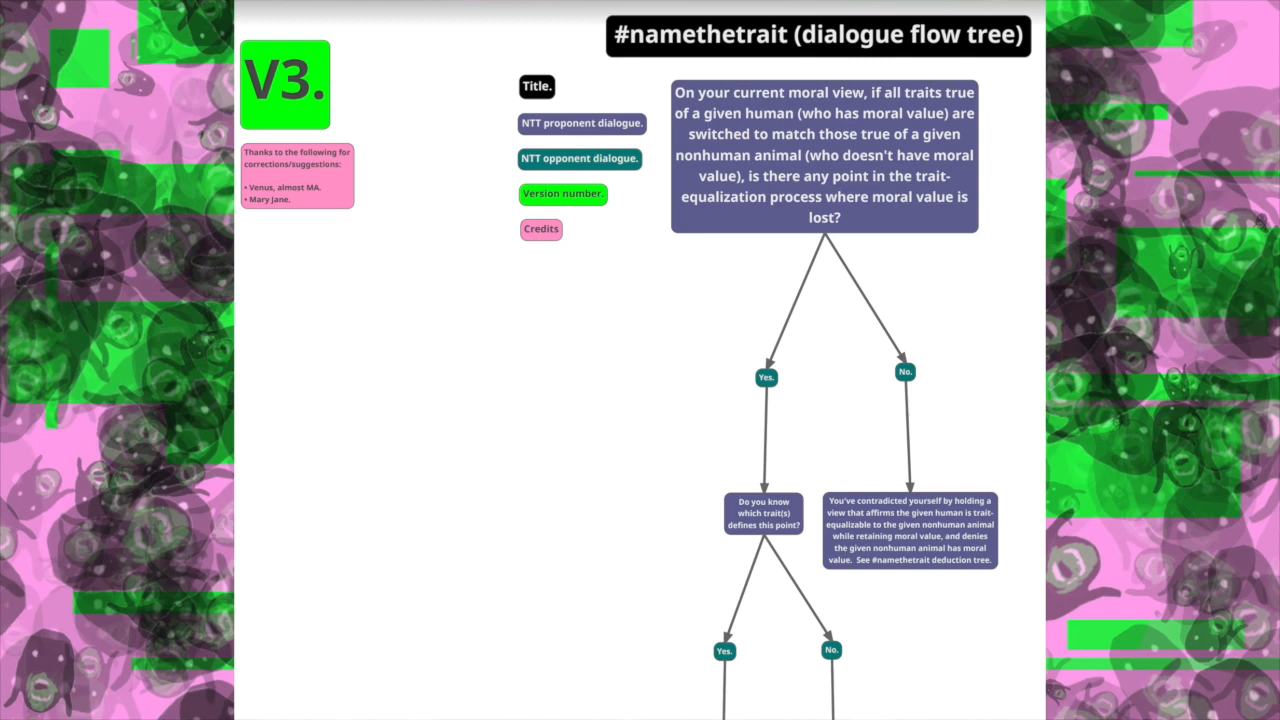 #namethetrait (dialogue flow tree)
V3.
Thanks to the following for
corrections/suggestions:
• Venus, almost MA.
• Mary Jane.
Title.
NTT proponent dialogue.
NTT opponent dialogue.
Version number.
Credits
On your current moral view, if all traits true
of a given human (who has moral value) are
switched to match those true of a given
nonhuman animal (who doesn't have moral
value), is there any point in the trait-
equalization process where moral value is
lost?
Yes.
No.
Do you know
which trait(s)
defines this point?
You've contradicted yourself by holding a
view that affirms the given human is trait-
equalizable to the given nonhuman animal
while retaining moral value, and denies
the given nonhuman animal has moral
value.  See #namethetrait deduction tree.
Yes.
No.